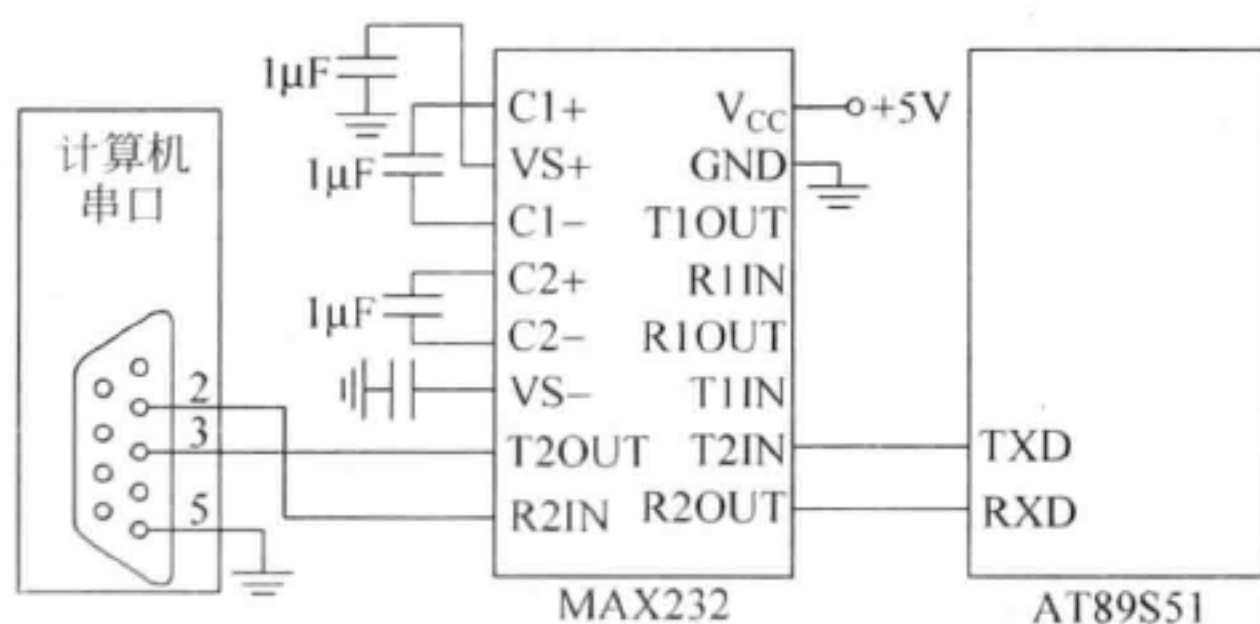 计算机
串口
2
3
5
1μF
1μF
1μF
C1+
VS+
C1−
C2+
C2−
VS−
T2OUT
R2IN
VCC
GND
T1OUT
R1IN
R1OUT
T1IN
T2IN
R2OUT
MAX232
+5V
TXD
RXD
AT89S51